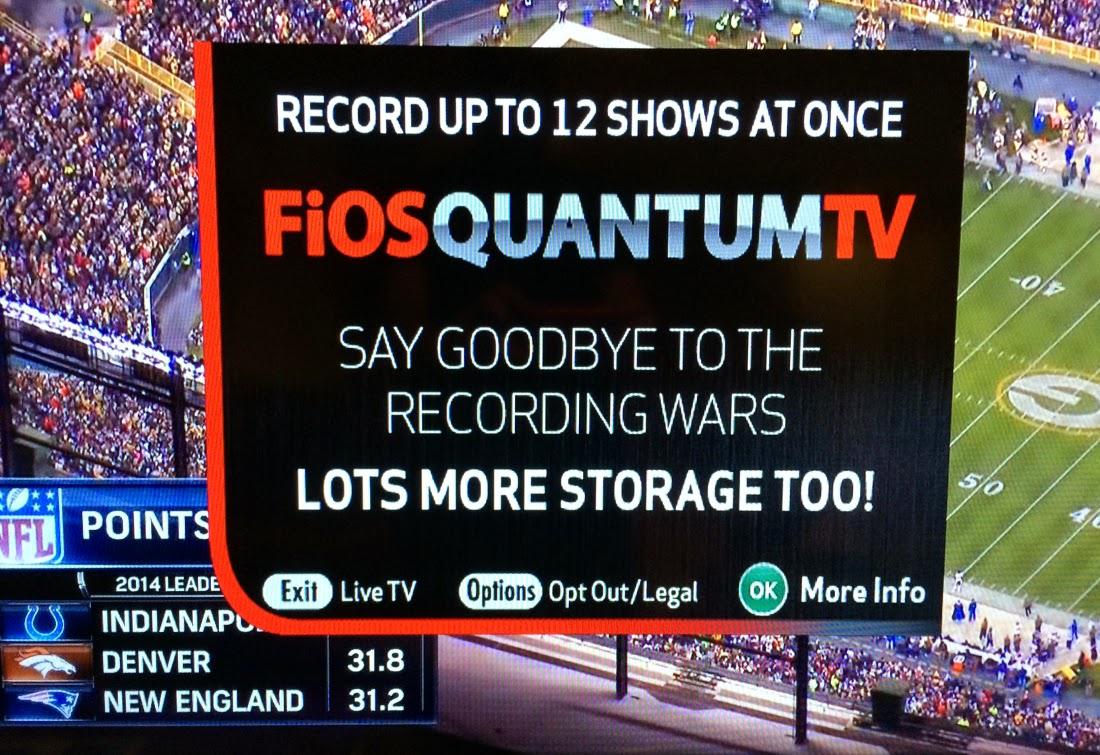 RECORD UP TO 12 SHOWS AT ONCE
FiOSQUANTUMTV
SAY GOODBYE TO THE
RECORDING WARS
LOTS MORE STORAGE TOO!
Exit Live TV Options Opt Out/Legal OK More Info
NFL POINTS
2014 LEADE
INDIANAPO
DENVER 31.8
NEW ENGLAND 31.2
40
G
50